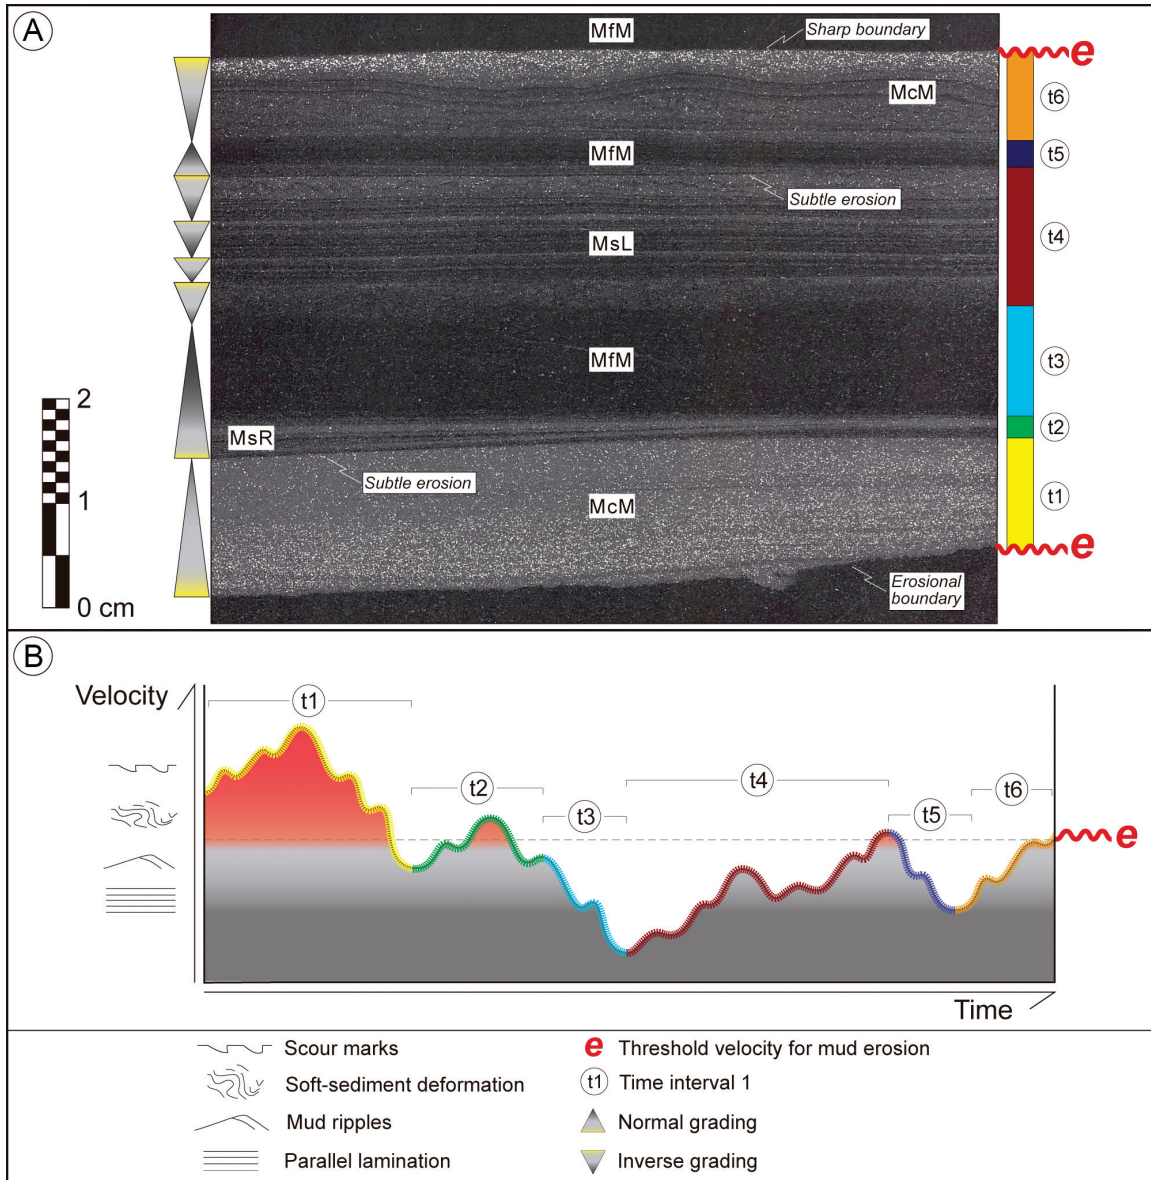 A
MfM
Sharp boundary
e
McM
t6
MfM
t5
Subtle erosion
MsL
t4
MfM
t3
2
MsR
t2
Subtle erosion
1
McM
t1
e
Erosional
boundary
0 cm
B
Velocity
t1
t2
t3
t4
t5
t6
e
Time
Scour marks
e Threshold velocity for mud erosion
Soft-sediment deformation
t1 Time interval 1
Mud ripples
Normal grading
Parallel lamination
Inverse grading